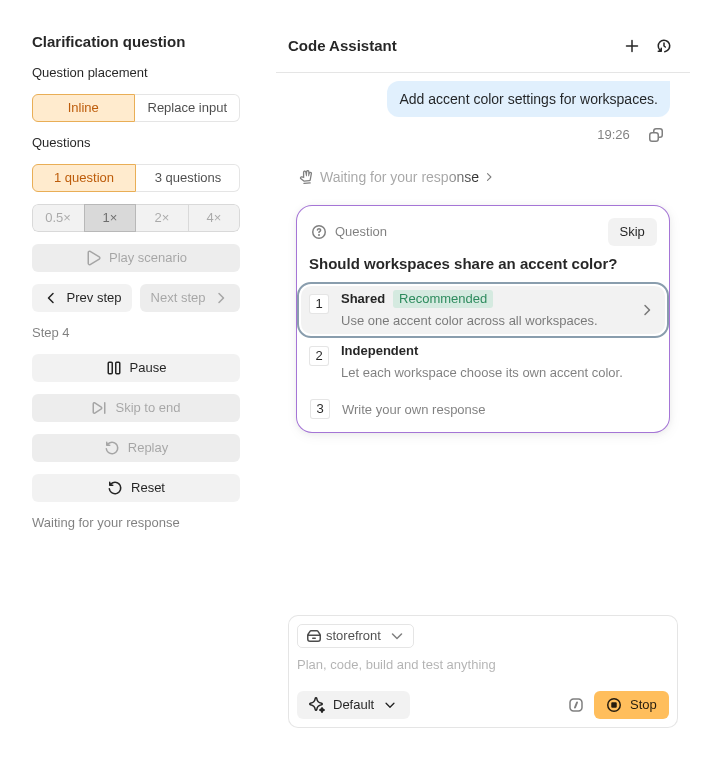 Clarification question
Question placement
Inline
Replace input
Questions
1 question
3 questions
0.5×
1×
2×
4×
Play scenario
Prev step
Next step
Step 4
Pause
Skip to end
Replay
Reset
Waiting for your response
Code Assistant
Add accent color settings for workspaces.
19:26
Waiting for your response
Question
Skip
Should workspaces share an accent color?
1
Shared Recommended
Use one accent color across all workspaces.
2
Independent
Let each workspace choose its own accent color.
3
Write your own response
storefront
Plan, code, build and test anything
Default
Stop